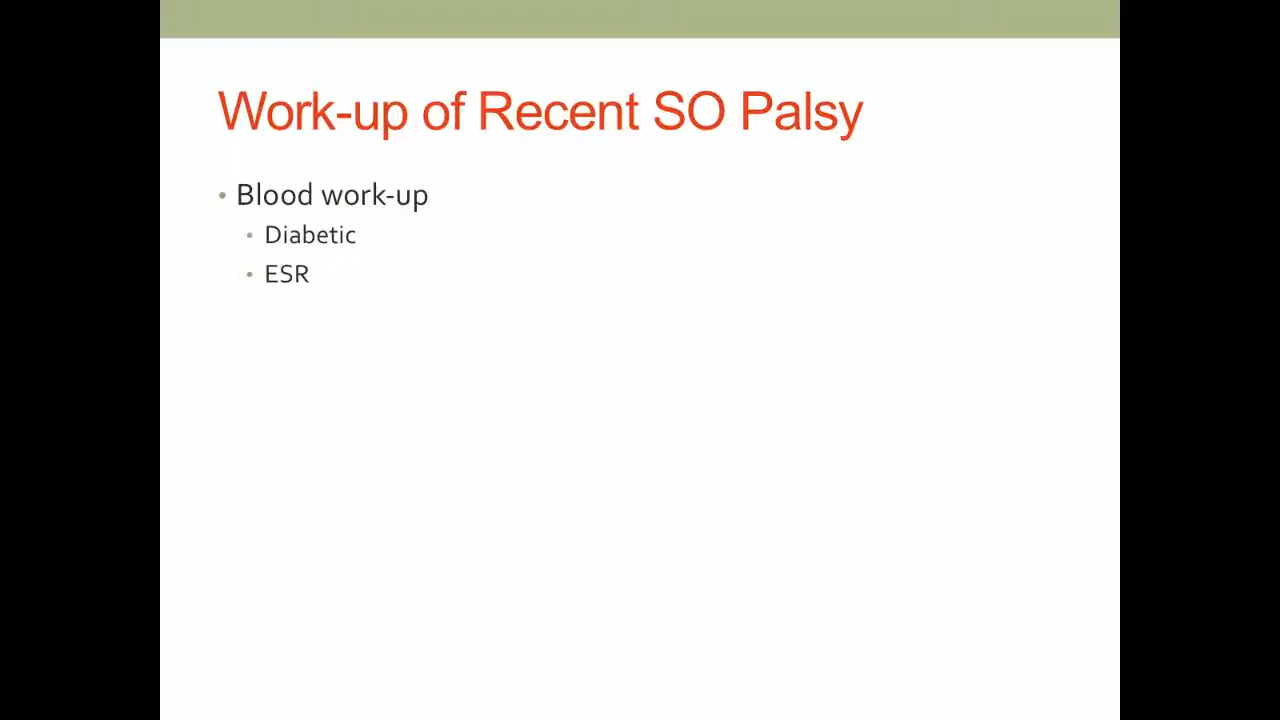 Work-up of Recent SO Palsy
• Blood work-up
• Diabetic
• ESR